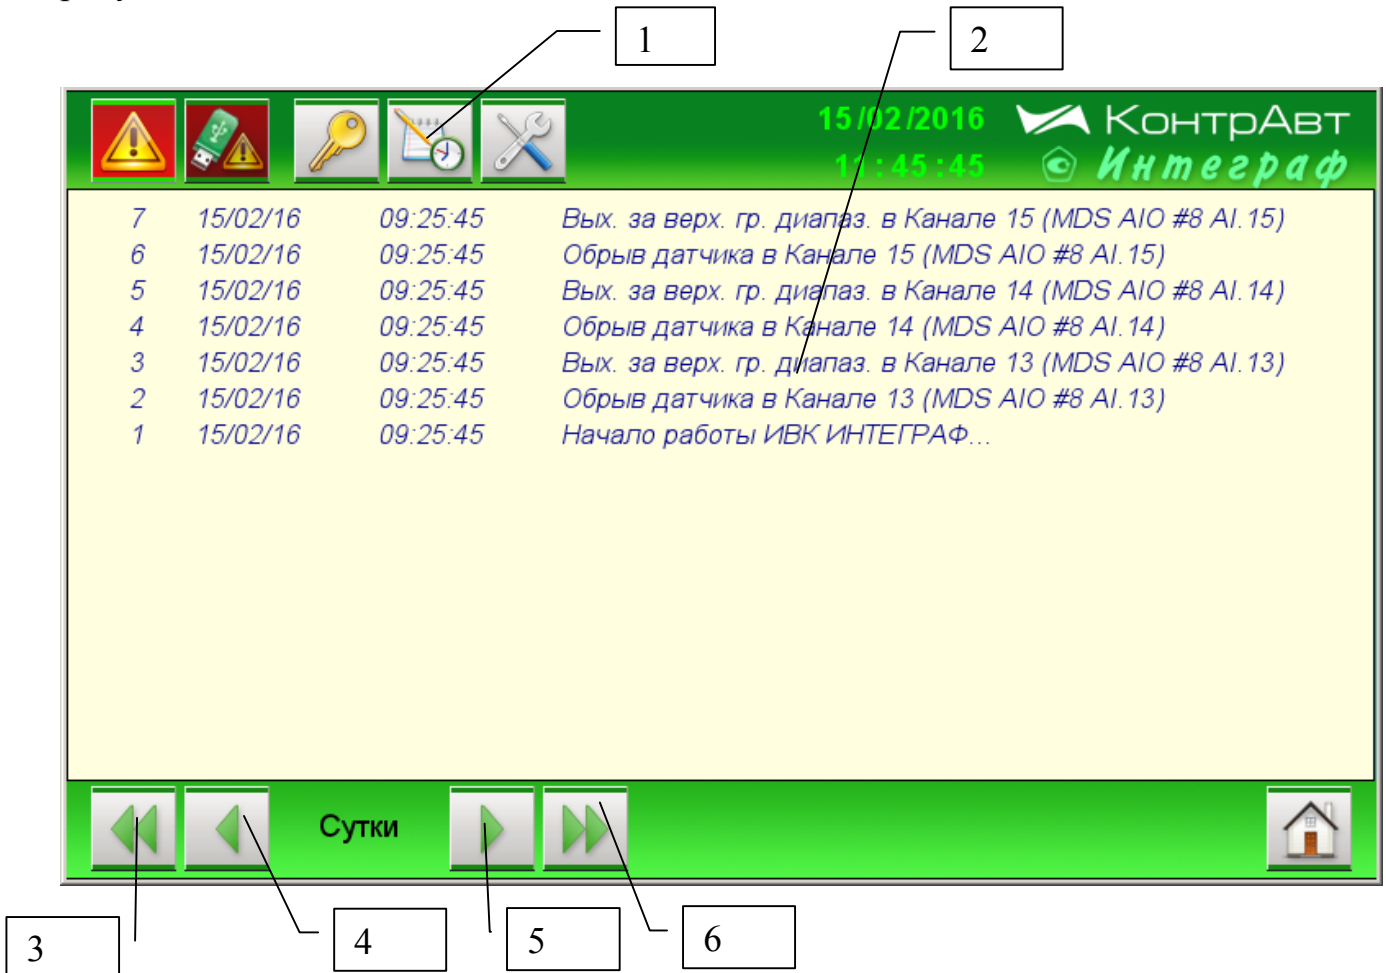 1
2
15/02/2016
КонтрАвт
11:45:45
Интеграф
7 15/02/16 09:25:45 Вых. за верх. гр. диапаз. в Канале 15 (MDS AIO #8 AI.15)
6 15/02/16 09:25:45 Обрыв датчика в Канале 15 (MDS AIO #8 AI.15)
5 15/02/16 09:25:45 Вых. за верх. гр. диапаз. в Канале 14 (MDS AIO #8 AI.14)
4 15/02/16 09:25:45 Обрыв датчика в Канале 14 (MDS AIO #8 AI.14)
3 15/02/16 09:25:45 Вых. за верх. гр. диапаз. в Канале 13 (MDS AIO #8 AI.13)
2 15/02/16 09:25:45 Обрыв датчика в Канале 13 (MDS AIO #8 AI.13)
1 15/02/16 09:25:45 Начало работы ИВК ИНТЕГРАФ...
Сутки
3
4
5
6